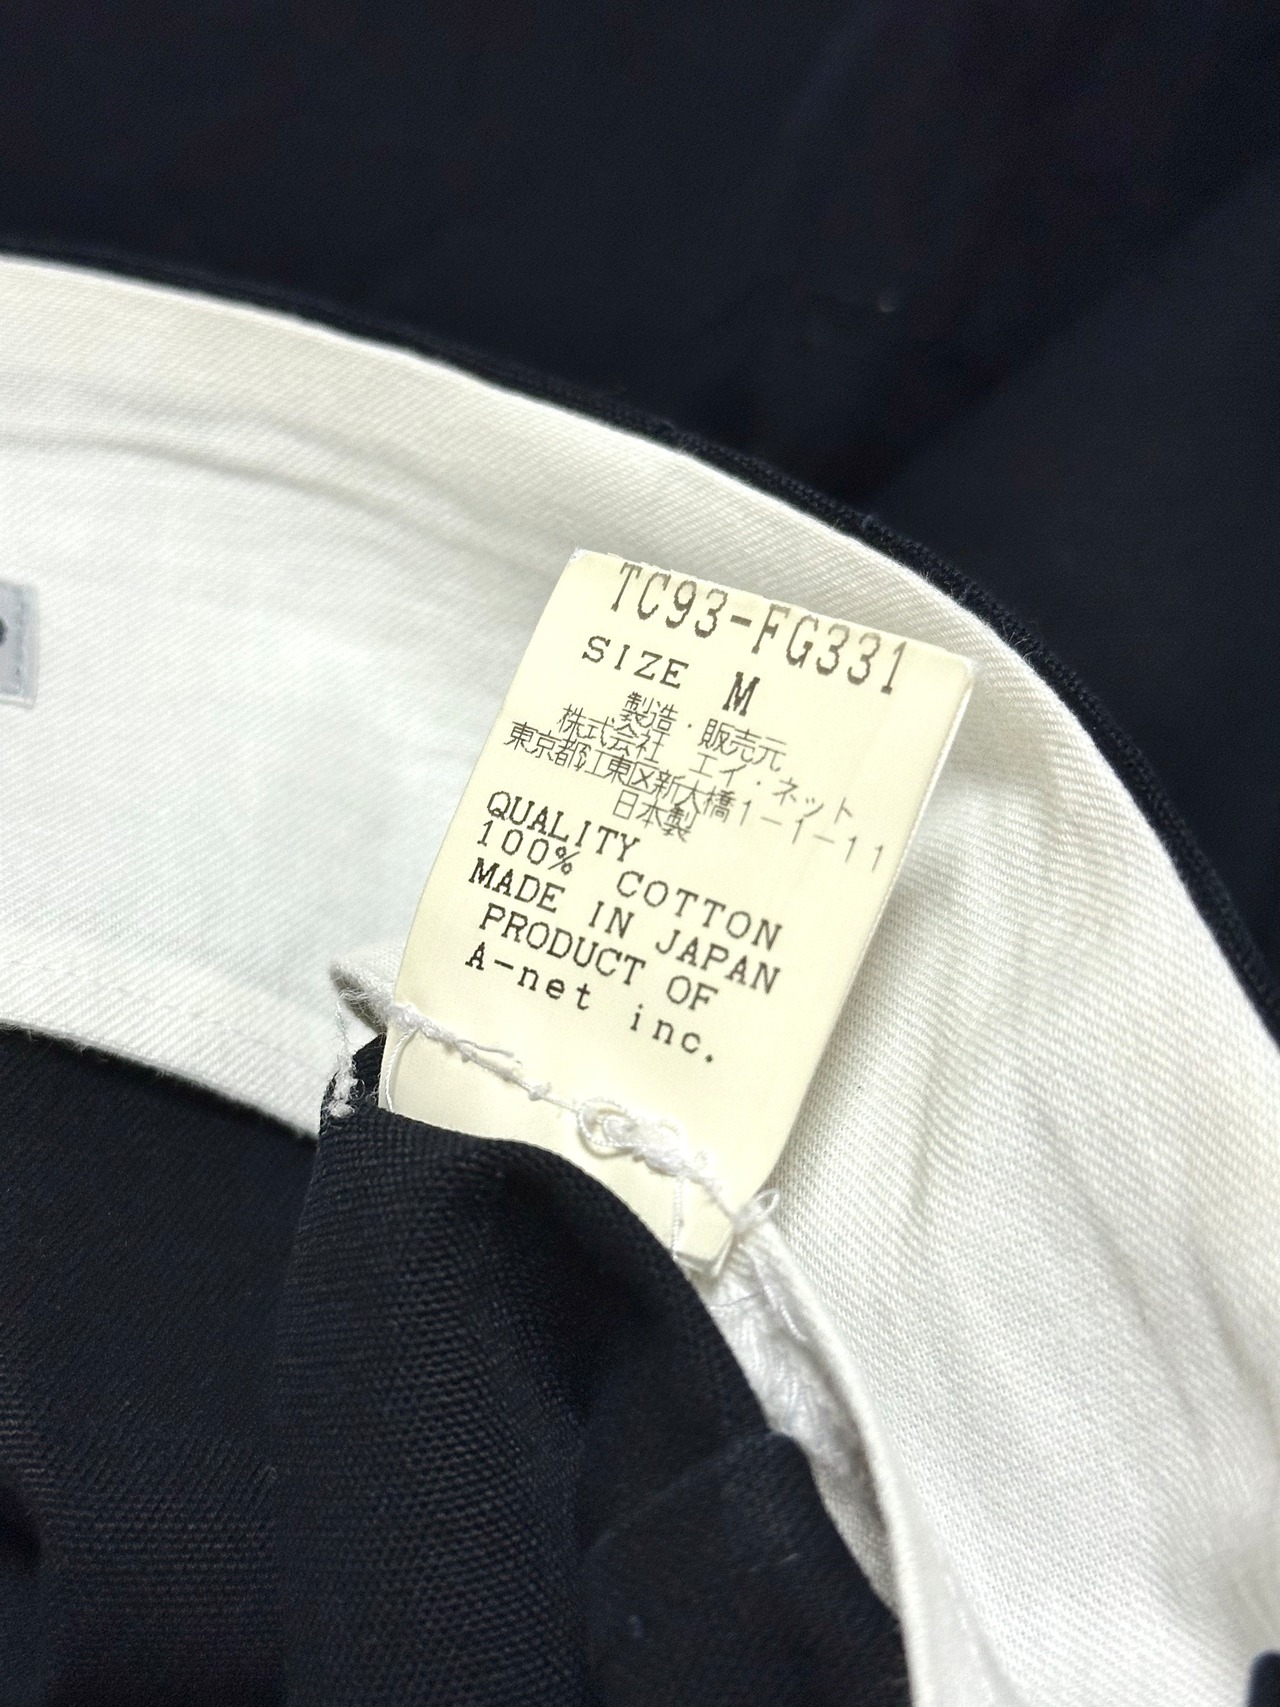 TC93-FG331
SIZE M
製造・販売元
株式会社 エイ・ネット
東京都江東区新大橋1-1-11
日本製
QUALITY
100% COTTON
MADE IN JAPAN
PRODUCT OF
A-net inc.